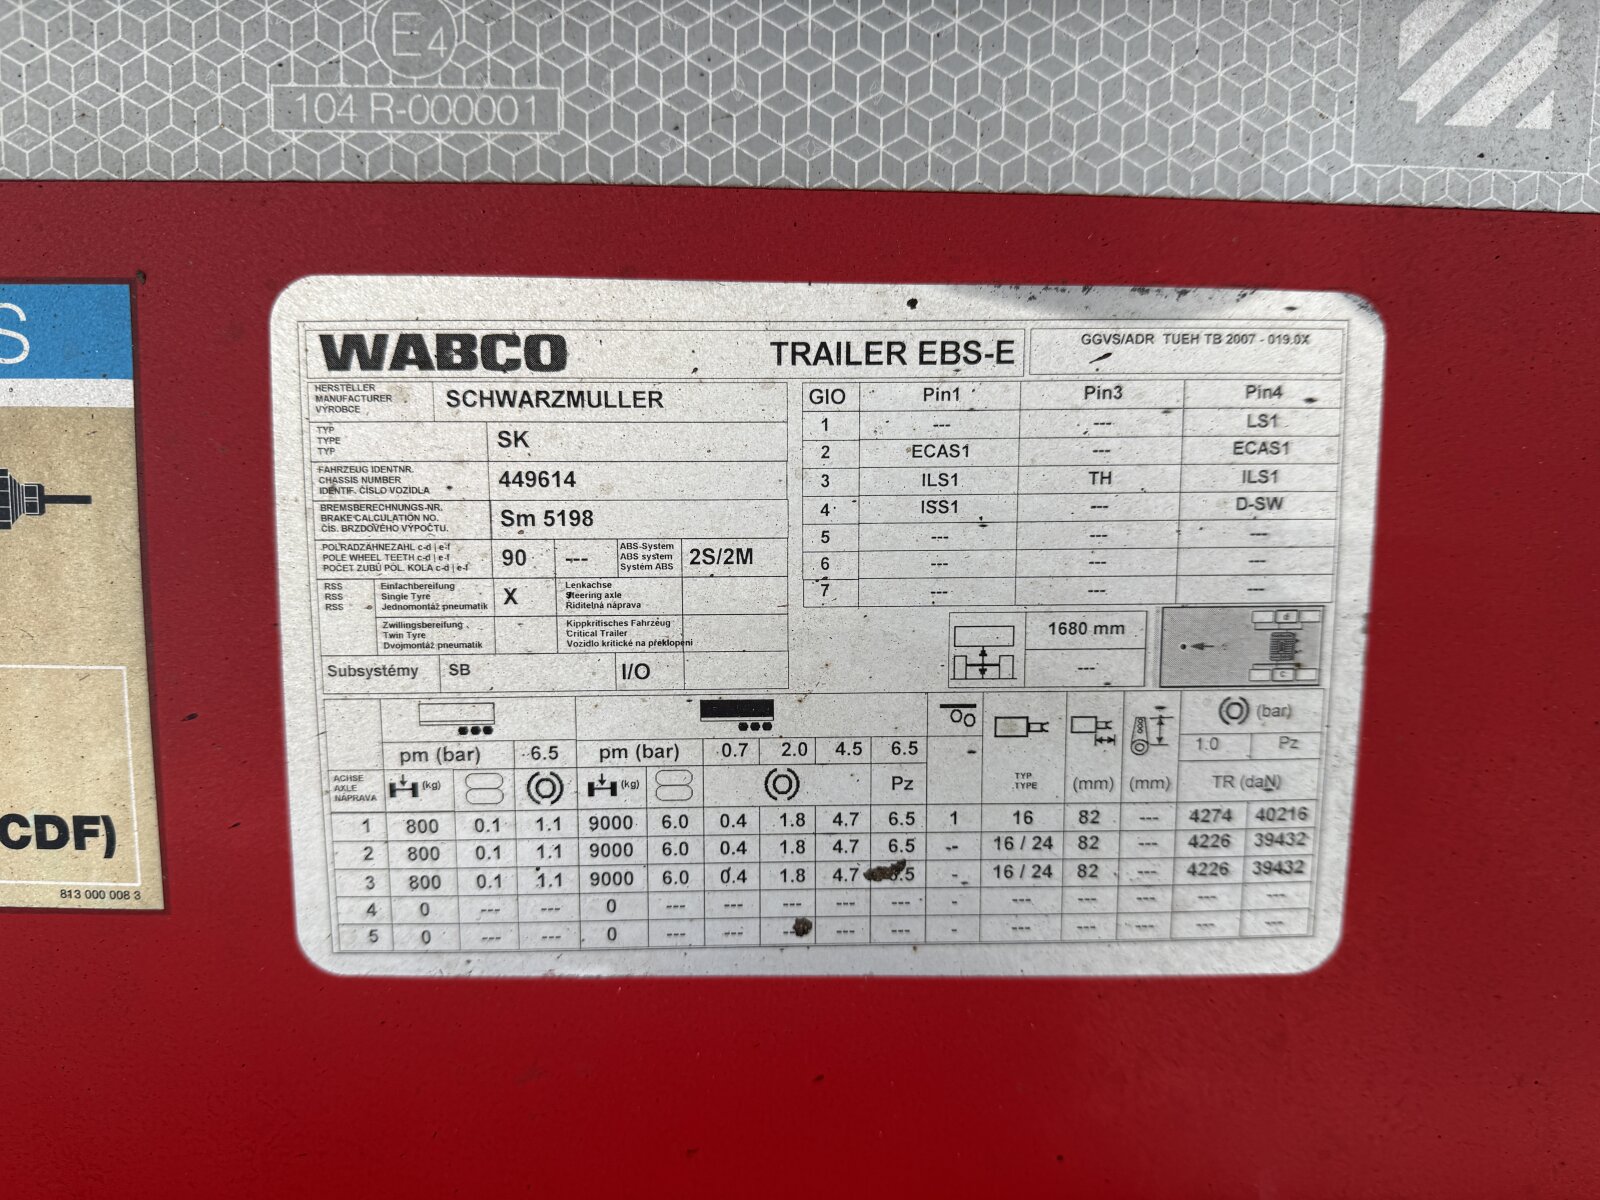 E4
104 R-000001
S
CDF)
813 000 008 3
WABCO TRAILER EBS-E GGVS/ADR TUEH TB 2007 - 019.0X
HERSTELLER
MANUFACTURER
VÝROBCE
SCHWARZMULLER
TYP
TYPE
TYP
SK
FAHRZEUG IDENTNR.
CHASSIS NUMBER
IDENTIF. ČÍSLO VOZIDLA
449614
BREMSBERECHNUNGS-NR.
BRAKE CALCULATION NO.
ČÍS. BRZDOVÉHO VÝPOČTU.
Sm 5198
POLRADZÄHNEZAHL c-d | e-f
POLE WHEEL TEETH c-d | e-f
POČET ZUBŮ PÓL. KOLA c-d | e-f
90 ---
ABS-System
ABS system
Systém ABS
2S/2M
RSS
RSS
RSS
Einfachbereifung
Single Tyre
Jednomontáž pneumatik
X
Lenkachse
Steering axle
Řiditelná náprava
Zwillingsbereifung
Twin Tyre
Dvojmontáž pneumatik
Kippkritisches Fahrzeug
Critical Trailer
Vozidlo kritické na překlopení
Subsystémy SB I/O
GIO Pin1 Pin3 Pin4
1 --- --- LS1
2 ECAS1 --- ECAS1
3 ILS1 TH ILS1
4 ISS1 --- D-SW
5 --- --- ---
6 --- --- ---
7 --- --- ---
1680 mm
---
d
c
pm (bar) 6.5 pm (bar) 0.7 2.0 4.5 6.5 (bar)
1.0 Pz
ACHSE
AXLE
NÁPRAVA
(kg) (kg) Pz
TYP
TYPE
(mm) (mm) TR (daN)
1 800 0.1 1.1 9000 6.0 0.4 1.8 4.7 6.5 1 16 82 --- 4274 40216
2 800 0.1 1.1 9000 6.0 0.4 1.8 4.7 6.5 -- 16 / 24 82 --- 4226 39432
3 800 0.1 1.1 9000 6.0 0.4 1.8 4.7 6.5 - 16 / 24 82 --- 4226 39432
4 0 --- --- 0 --- --- --- --- --- - --- --- --- --- ---
5 0 --- --- 0 --- --- --- --- --- - --- --- --- --- ---